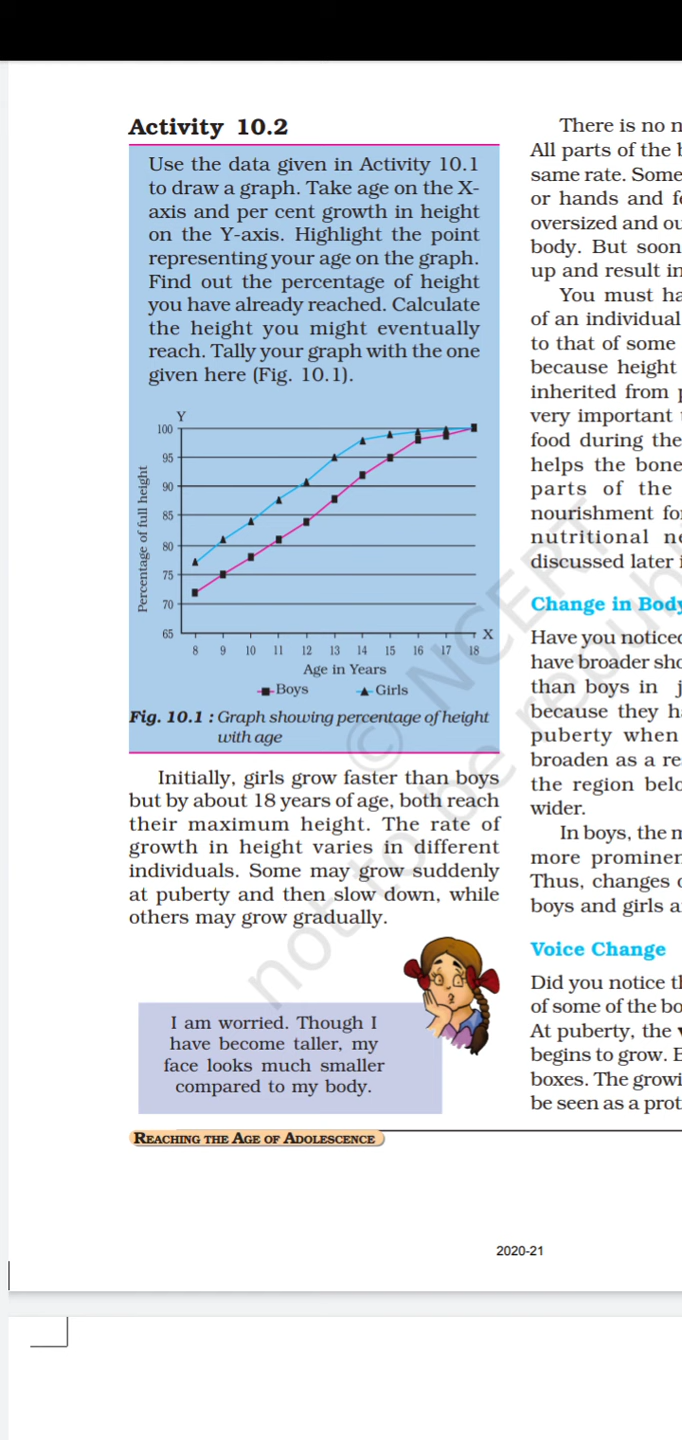 Activity 10.2
Use the data given in Activity 10.1
to draw a graph. Take age on the X-
axis and per cent growth in height
on the Y-axis. Highlight the point
representing your age on the graph.
Find out the percentage of height
you have already reached. Calculate
the height you might eventually
reach. Tally your graph with the one
given here (Fig. 10.1).
Y
100
95
90
85
80
75
70
65
Percentage of full height
X
8 9 10 11 12 13 14 15 16 17 18
Age in Years
Boys Girls
Fig. 10.1 : Graph showing percentage of height
with age
Initially, girls grow faster than boys
but by about 18 years of age, both reach
their maximum height. The rate of
growth in height varies in different
individuals. Some may grow suddenly
at puberty and then slow down, while
others may grow gradually.
I am worried. Though I
have become taller, my
face looks much smaller
compared to my body.
REACHING THE AGE OF ADOLESCENCE
There is no
All parts of the
same rate. Some
or hands and
oversized and
body. But soon
up and result in
You must
of an individual
to that of some
because height
inherited from
very important
food during the
helps the bone
parts of the
nourishment
nutritional
discussed later
Change in Body
Have you noticed
have broader
than boys in
because they
puberty when
broaden as a
the region
wider.
In boys, the
more
Thus, changes
boys and girls
Voice Change
Did you notice
of some of the
At puberty, the
begins to grow.
boxes. The
be seen as a
© NCERT
not to be
2020-21